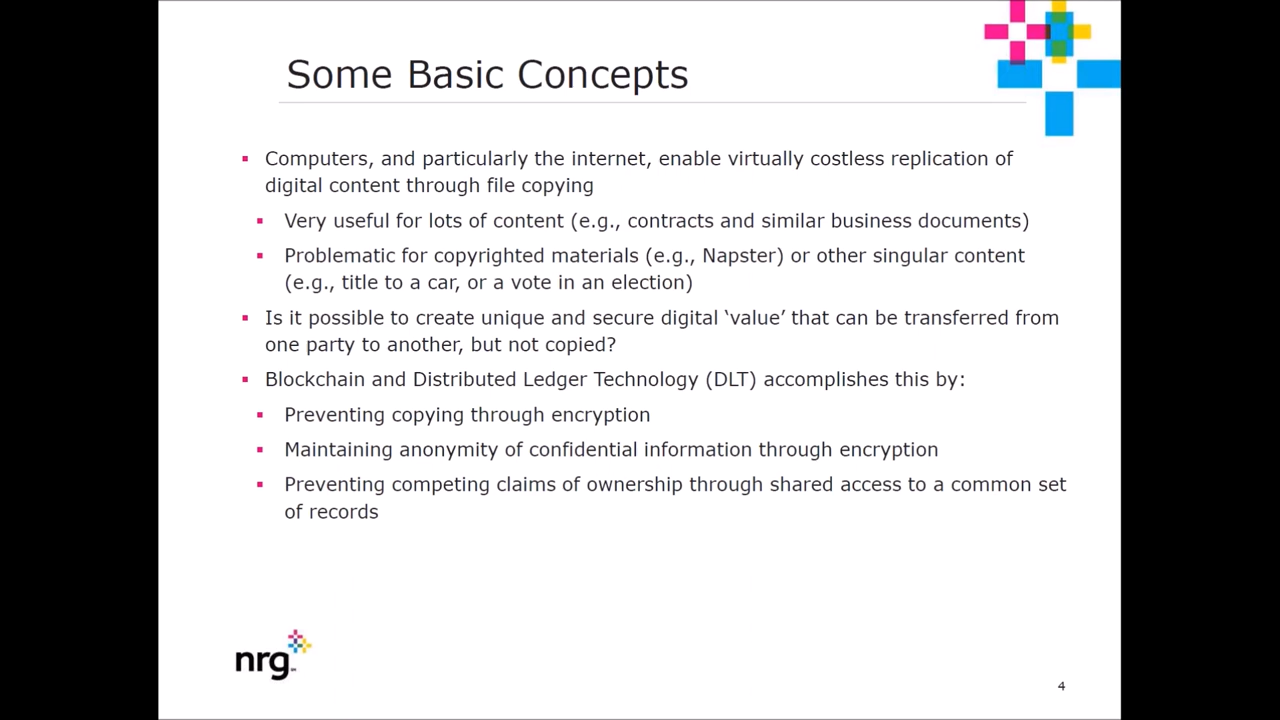 Some Basic Concepts
Computers, and particularly the internet, enable virtually costless replication of
digital content through file copying
Very useful for lots of content (e.g., contracts and similar business documents)
Problematic for copyrighted materials (e.g., Napster) or other singular content
(e.g., title to a car, or a vote in an election)
Is it possible to create unique and secure digital ‘value’ that can be transferred from
one party to another, but not copied?
Blockchain and Distributed Ledger Technology (DLT) accomplishes this by:
Preventing copying through encryption
Maintaining anonymity of confidential information through encryption
Preventing competing claims of ownership through shared access to a common set
of records
nrg
4